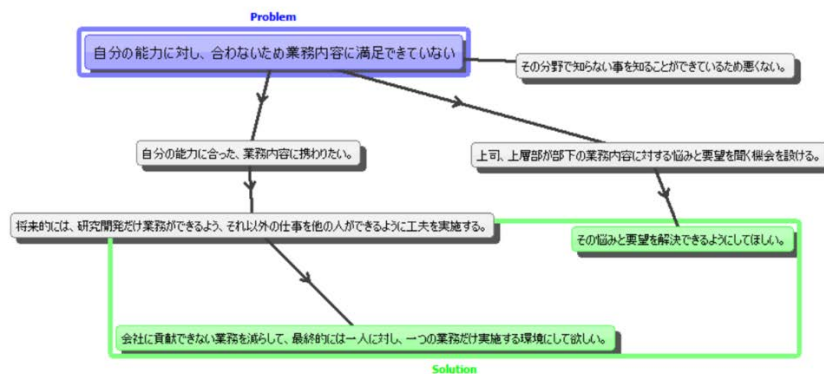 Problem
自分の能力に対し、合わないため業務内容に満足できていない
その分野で知らない事を知ることができているため悪くない。
自分の能力に合った、業務内容に携わりたい。
上司、上層部が部下の業務内容に対する悩みと要望を聞く機会を設ける。
将来的には、研究開発だけ業務ができるよう、それ以外の仕事を他の人ができるように工夫を実施する。
その悩みと要望を解決できるようにしてほしい。
会社に貢献できない業務を減らして、最終的には一人に対し、一つの業務だけ実施する環境にして欲しい。
Solution